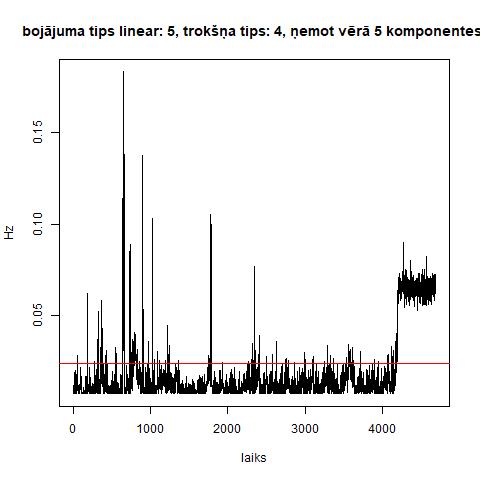 bojājuma tips linear: 5, trokšņa tips: 4, ņemot vērā 5 komponentes
Hz
0.05
0.10
0.15
0
1000
2000
3000
4000
laiks